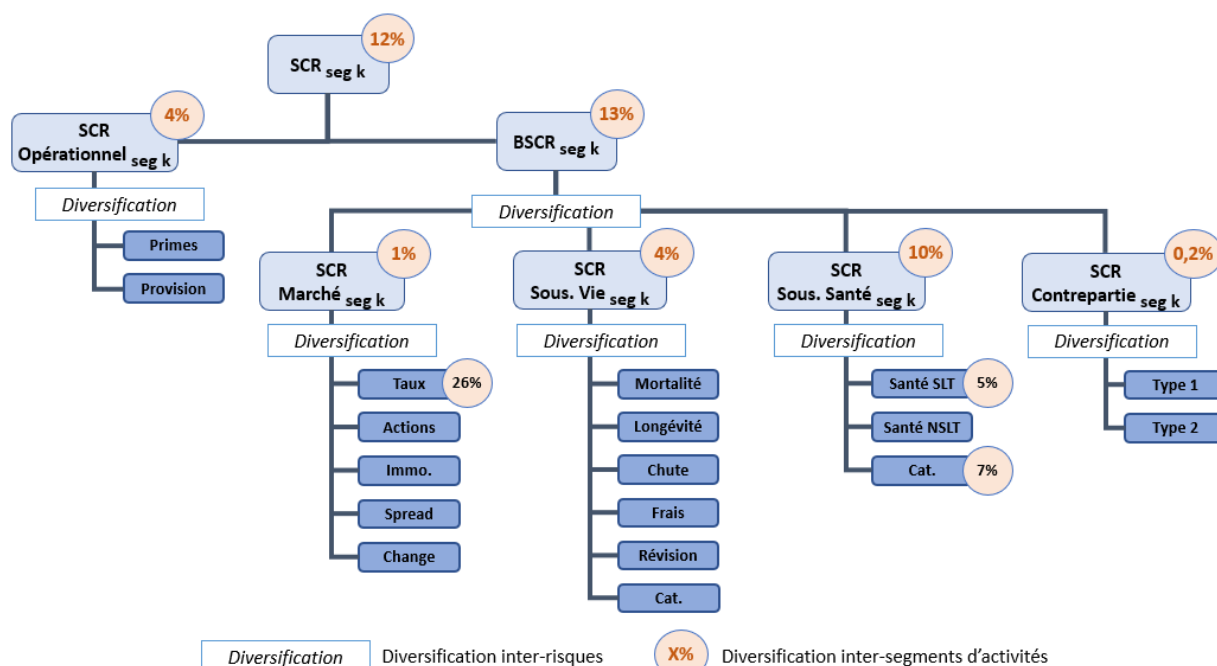 12%
SCR seg k
4%
SCR
Opérationnel seg k
13%
BSCR seg k
Diversification
Primes
Provision
Diversification
1%
SCR
Marché seg k
4%
SCR
Sous. Vie seg k
10%
SCR
Sous. Santé seg k
0,2%
SCR
Contrepartie seg k
Diversification
Diversification
Diversification
Diversification
Taux
26%
Actions
Immo.
Spread
Change
Mortalité
Longévité
Chute
Frais
Révision
Cat.
Santé SLT
5%
Santé NSLT
Cat.
7%
Type 1
Type 2
Diversification
Diversification inter-risques
X%
Diversification inter-segments d'activités